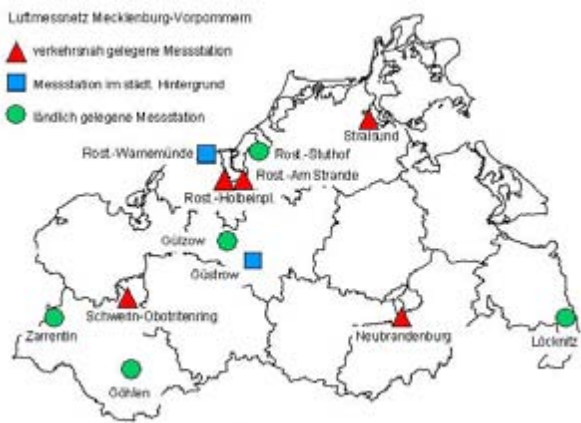 Luftmessnetz Mecklenburg-Vorpommern
verkehrsnah gelegene Messstation
Messstation im städt. Hintergrund
ländlich gelegene Messstation
Stralsund
Rost.-Warnemünde
Rost.-Stuthof
Rost.-Am Strande
Rost.-Holbeinpl.
Gülzow
Güstrow
Schwerin-Obotritenring
Zarrentin
Neubrandenburg
Löcknitz
Göhlen